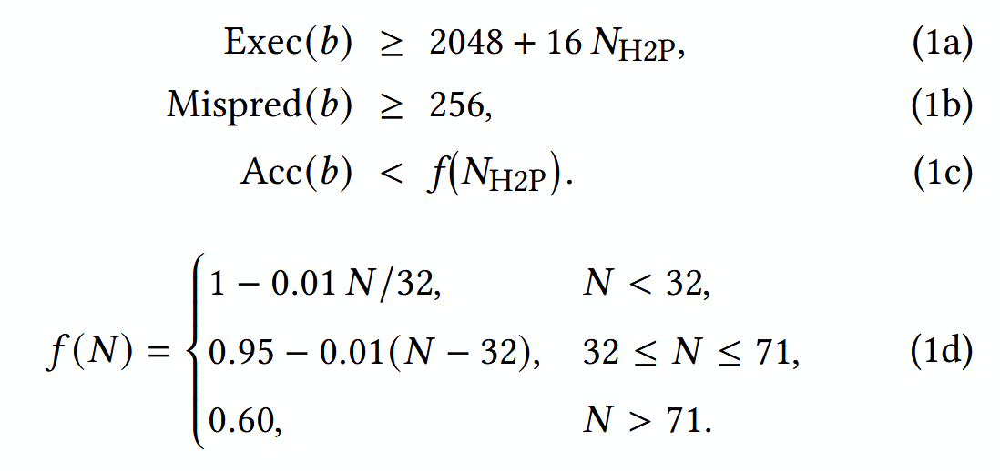 Exec(b) ≥ 2048 + 16 N_H2P, (1a)
Mispred(b) ≥ 256, (1b)
Acc(b) < f(N_H2P). (1c)
1 − 0.01 N/32, N < 32,
f(N) = { 0.95 − 0.01(N − 32), 32 ≤ N ≤ 71, (1d)
0.60, N > 71.